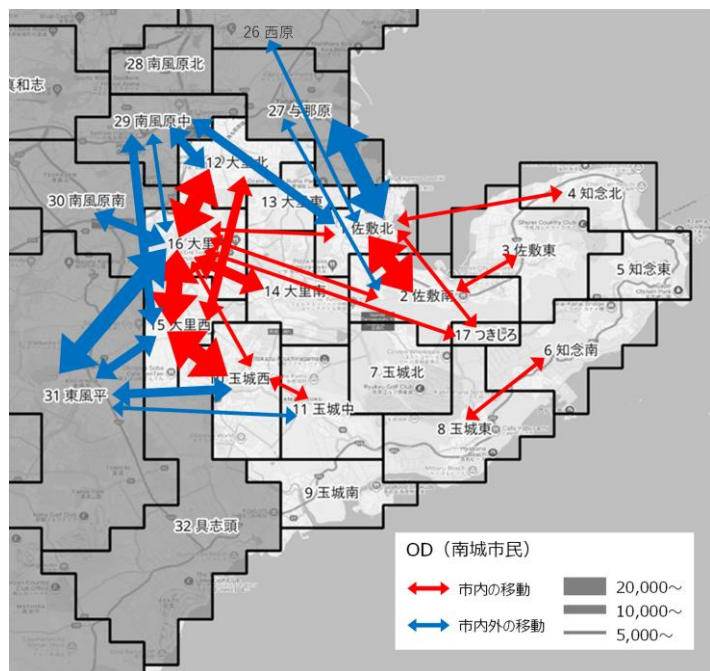 26 西原
28 南風原北
真和志
27 与那原
29 南風原中
12 大里北
4 知念北
30 南風原南
13 大里東
佐敷北
16 大里
3 佐敷東
5 知念東
14 大里南
2 佐敷南
15 大里西
17 つきしろ
6 知念南
玉城西
7 玉城北
31 東風平
11 玉城中
8 玉城東
9 玉城南
32 具志頭
OD（南城市民）
市内の移動
20,000～
10,000～
市内外の移動
5,000～